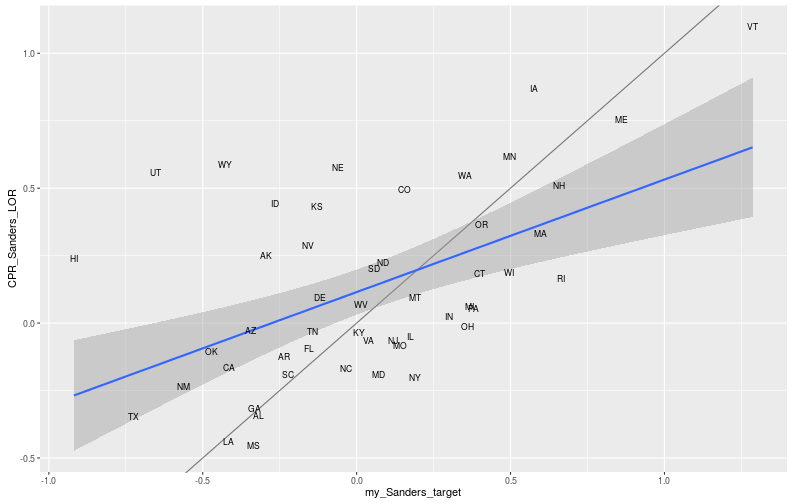 VT
1.0
IA
ME
MN
NE
WY
UT
WA
NH
0.5
CO
ID
KS
OR
MA
NV
HI
AL
ND
SD
WI
CT
RI
DE
MT
WV
MI
PA
IN
0.0
OH
AZ
TN
KY
IL
VA
NJ
MO
FL
OK
AR
CA
NC
SC
MD
NY
NM
GA
AL
TX
LA
MS
-0.5
-1.0 -0.5 0.0 0.5 1.0
my_Sanders_target
CPR_Sanders_LOR